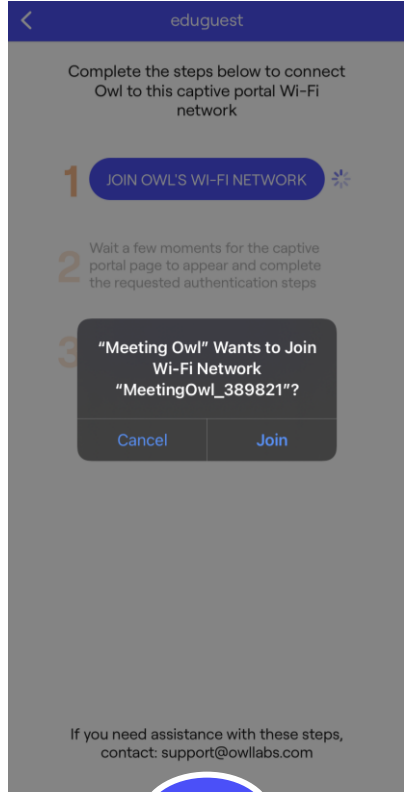 eduguest
Complete the steps below to connect
Owl to this captive portal Wi-Fi
network
1
JOIN OWL'S WI-FI NETWORK
2
Wait a few moments for the captive
portal page to appear and complete
the requested authentication steps
3
“Meeting Owl” Wants to Join
Wi-Fi Network
“MeetingOwl_389821”?
Cancel
Join
If you need assistance with these steps,
contact: support@owllabs.com